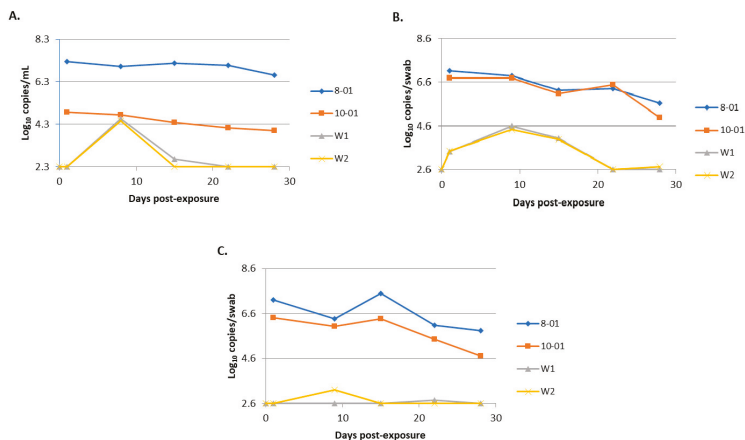 A.
8.3
6.3
4.3
2.3
Log10 copies/mL
0 10 20 30
Days post-exposure
8-01
10-01
W1
W2
B.
8.6
6.6
4.6
2.6
Log10 copies/swab
0 10 20 30
Days post-exposure
8-01
10-01
W1
W2
C.
8.6
6.6
4.6
2.6
Log10 copies/swab
0 10 20 30
Days post-exposure
8-01
10-01
W1
W2